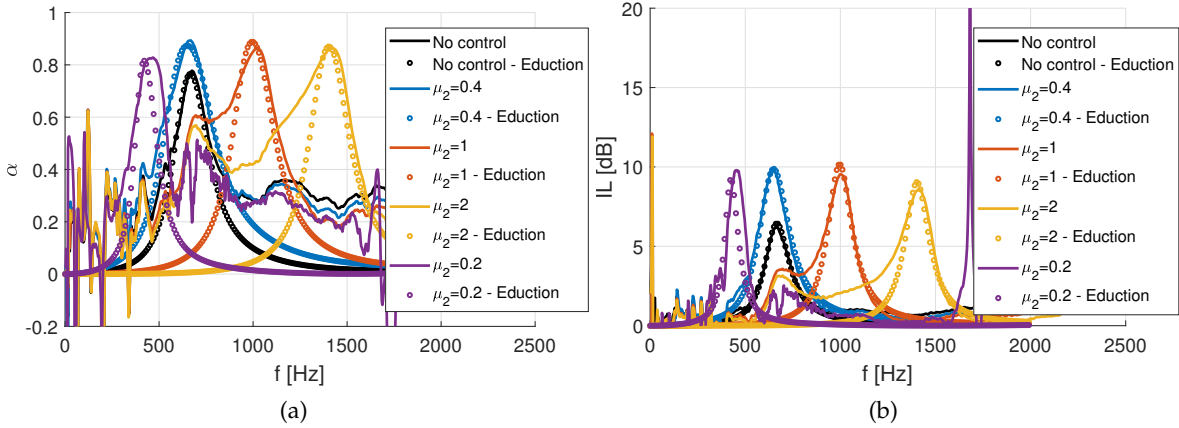 1
0.8
0.6
0.4
0.2
0
-0.2
α
0
500
1000
1500
2000
2500
f [Hz]
No control
No control - Eduction
μ2=0.4
μ2=0.4 - Eduction
μ2=1
μ2=1 - Eduction
μ2=2
μ2=2 - Eduction
μ2=0.2
μ2=0.2 - Eduction
(a)
20
15
10
5
0
IL [dB]
0
500
1000
1500
2000
2500
f [Hz]
No control
No control - Eduction
μ2=0.4
μ2=0.4 - Eduction
μ2=1
μ2=1 - Eduction
μ2=2
μ2=2 - Eduction
μ2=0.2
μ2=0.2 - Eduction
(b)